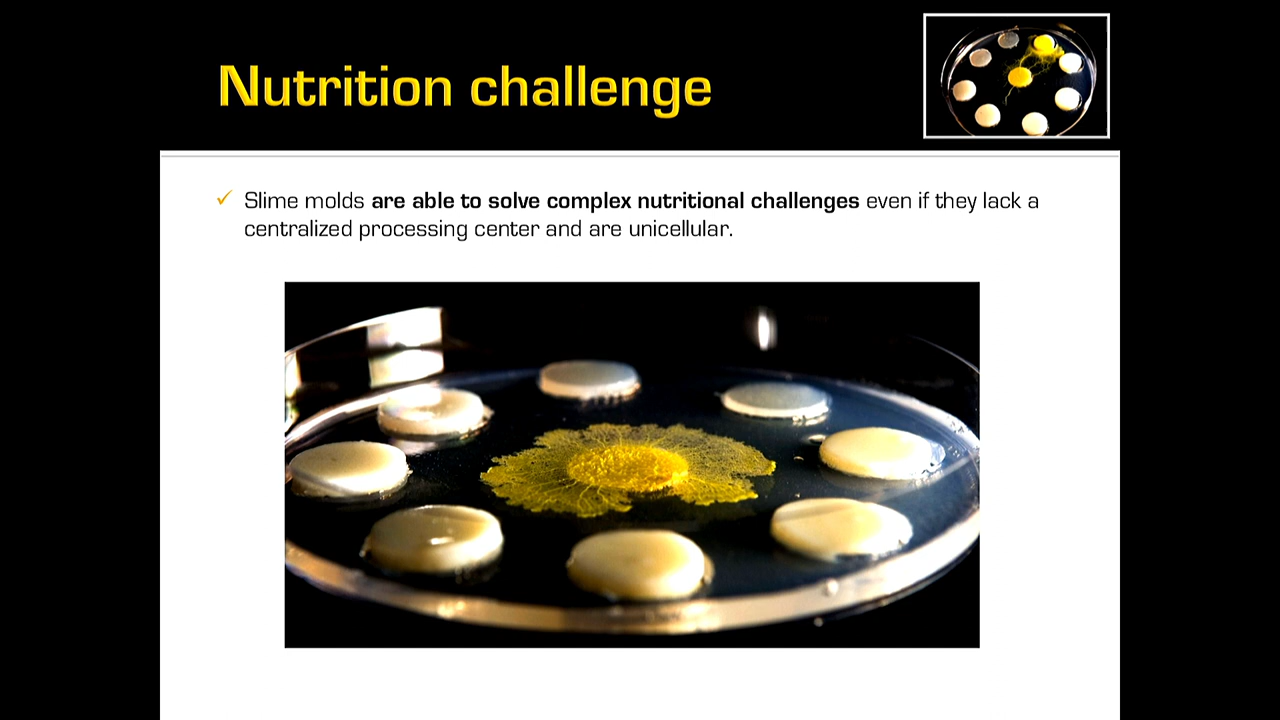 Nutrition challenge
✓ Slime molds are able to solve complex nutritional challenges even if they lack a
centralized processing center and are unicellular.